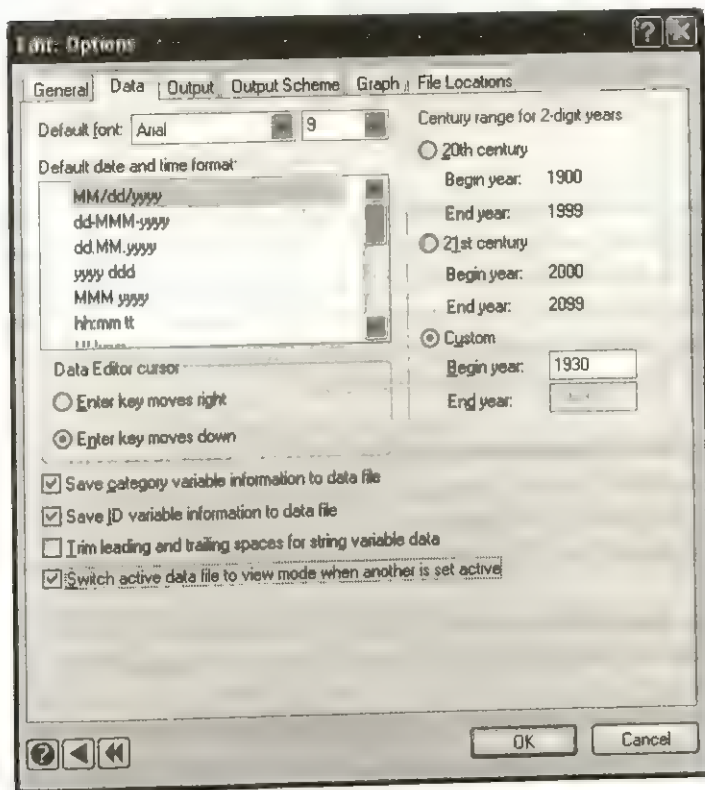 Edit: Options
General Data Output Output Scheme Graph File Locations
Default font: Arial 9
Default date and time format:
MM/dd/yyyy
dd-MMM-yyyy
dd.MM.yyyy
yyyy ddd
MMM yyyy
hh:mm tt
Data Editor cursor
Enter key moves right
Enter key moves down
Century range for 2-digit years
20th century
Begin year: 1900
End year: 1999
21st century
Begin year: 2000
End year: 2099
Custom
Begin year: 1930
End year:
Save category variable information to data file
Save ID variable information to data file
Trim leading and trailing spaces for string variable data
Switch active data file to view mode when another is set active
OK Cancel